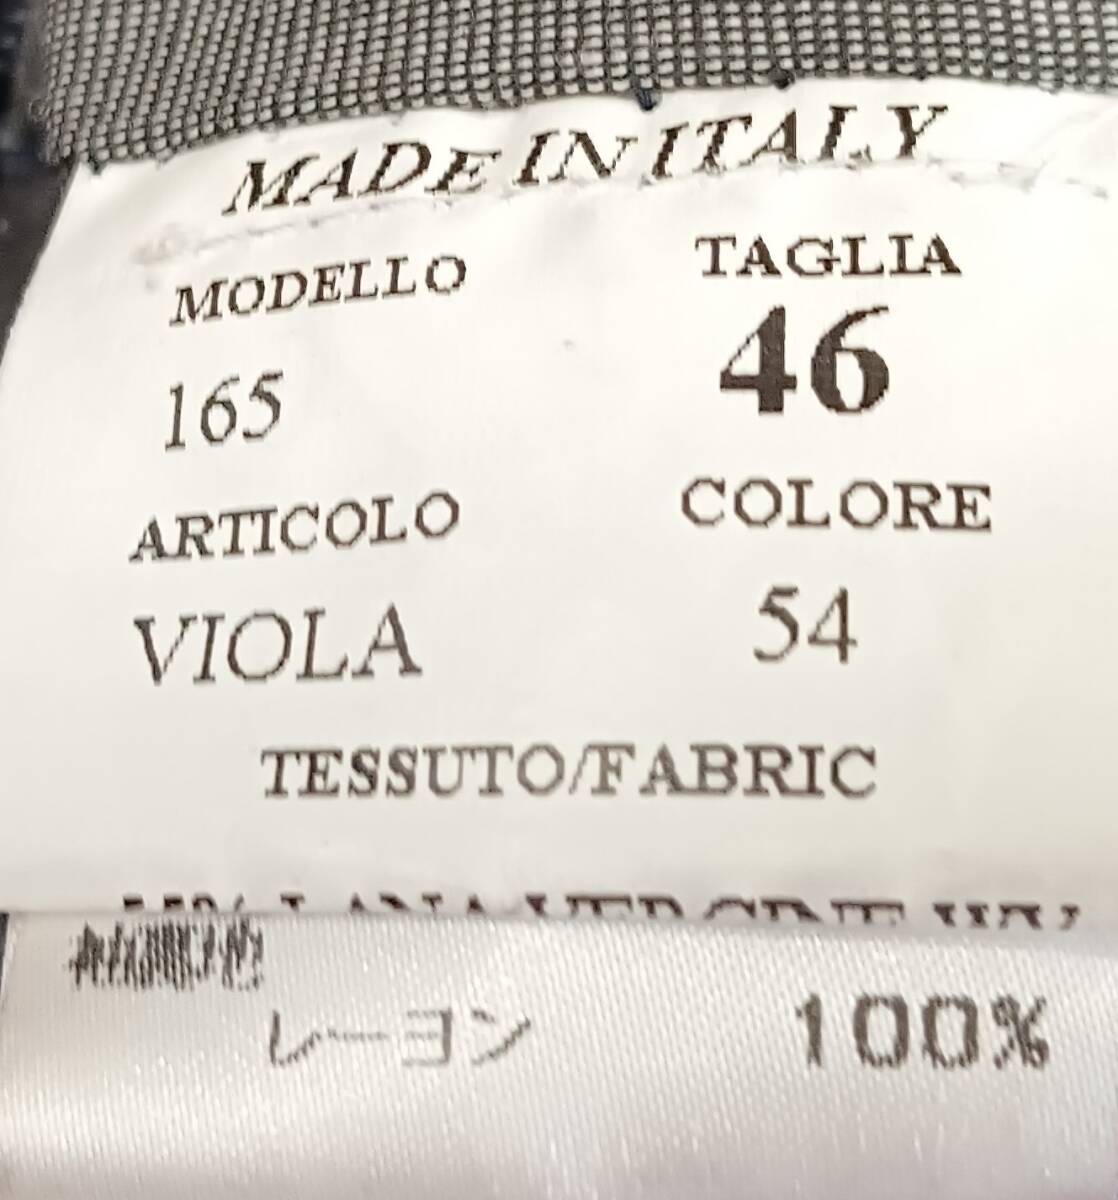 MADE IN ITALY
MODELLO TAGLIA
165 46
ARTICOLO COLORE
VIOLA 54
TESSUTO/FABRIC
レーヨン 100%